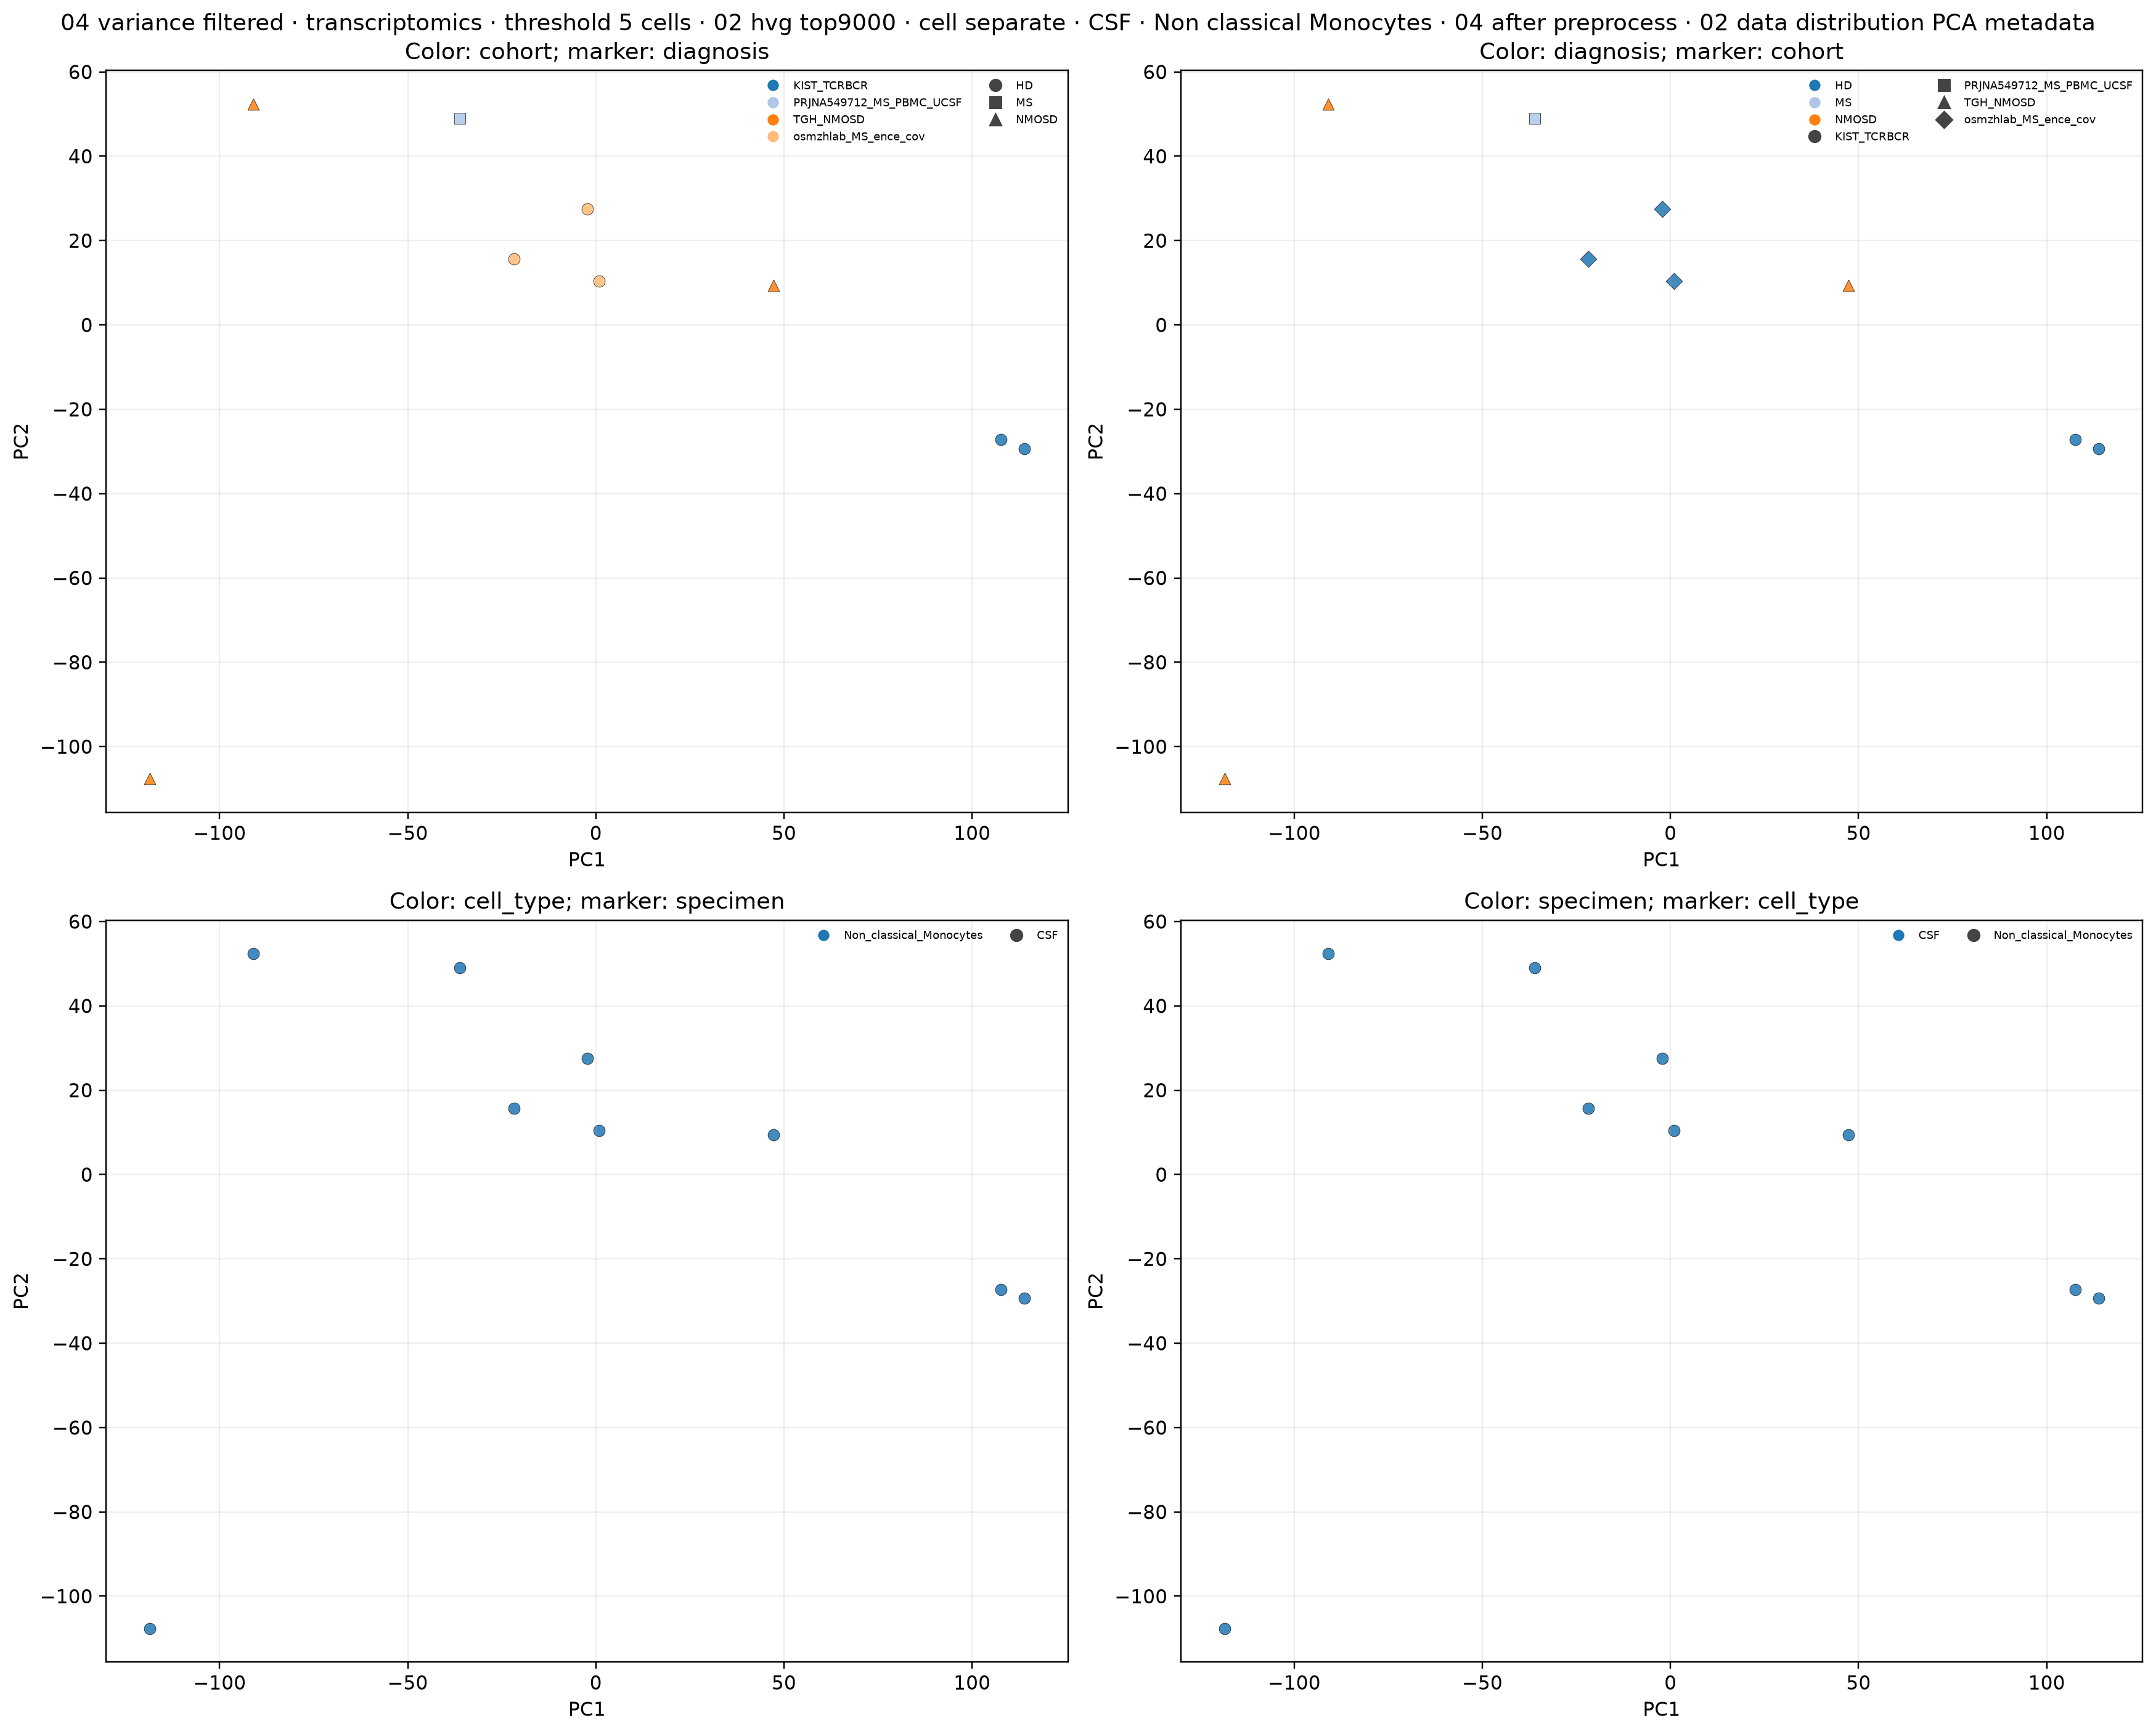 04 variance filtered · transcriptomics · threshold 5 cells · 02 hvg top9000 · cell separate · CSF · Non classical Monocytes · 04 after preprocess · 02 data distribution PCA metadata
Color: cohort; marker: diagnosis
KIST_TCRBCR
PRJNA549712_MS_PBMC_UCSF
TGH_NMOSD
osmzhlab_MS_ence_cov
HD
MS
NMOSD
60
40
20
0
−20
−40
−60
−80
−100
PC2
−100
−50
0
50
100
PC1
Color: diagnosis; marker: cohort
HD
MS
NMOSD
KIST_TCRBCR
PRJNA549712_MS_PBMC_UCSF
TGH_NMOSD
osmzhlab_MS_ence_cov
60
40
20
0
−20
−40
−60
−80
−100
PC2
−100
−50
0
50
100
PC1
Color: cell_type; marker: specimen
Non_classical_Monocytes
CSF
60
40
20
0
−20
−40
−60
−80
−100
PC2
−100
−50
0
50
100
PC1
Color: specimen; marker: cell_type
CSF
Non_classical_Monocytes
60
40
20
0
−20
−40
−60
−80
−100
PC2
−100
−50
0
50
100
PC1